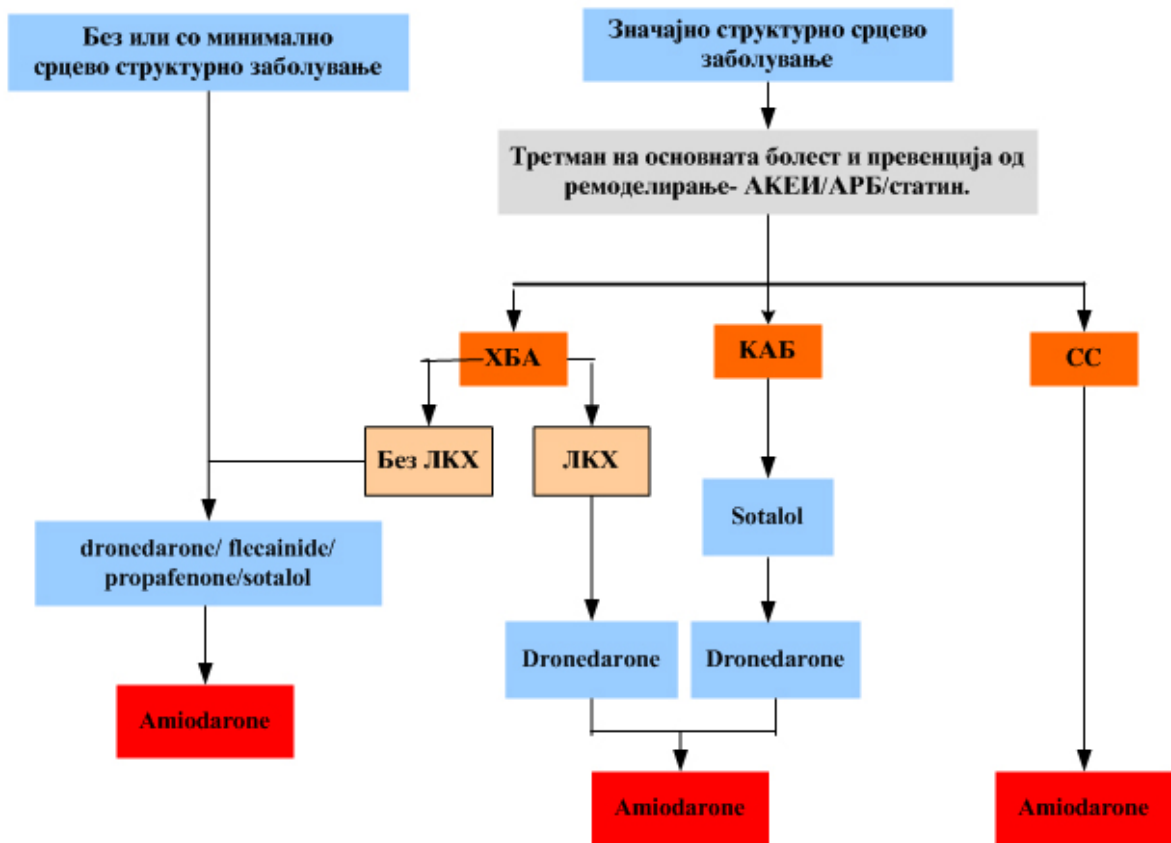 Без или со минимално
срцево структурно заболување
Значајно структурно срцево
заболување
Третман на основната болест и превенција од
ремоделирање- АКЕИ/АРБ/статин.
ХБА
КАБ
СС
Без ЛКХ
ЛКХ
Sotalol
dronedarone/ flecainide/
propafenone/sotalol
Dronedarone
Dronedarone
Amiodarone
Amiodarone
Amiodarone